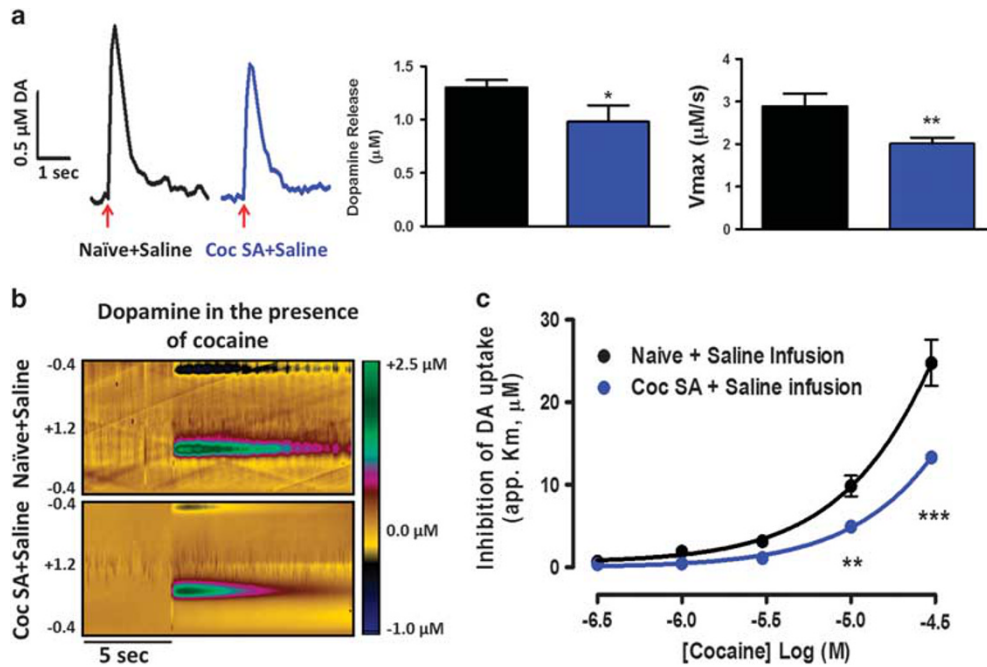 a
0.5 µM DA
1 sec
Naïve+Saline
Coc SA+Saline
Dopamine Release
(µM)
1.5
1.0
0.5
0.0
*
Vmax (µM/s)
4
3
2
1
0
**
b
Dopamine in the presence
of cocaine
Naïve+Saline
-0.4
+1.2
-0.4
Coc SA+Saline
-0.4
+1.2
-0.4
5 sec
+2.5 µM
0.0 µM
-1.0 µM
c
Inhibition of DA uptake
(app. Km, µM)
30
20
10
0
Naive + Saline Infusion
Coc SA + Saline infusion
**
***
-6.5
-6.0
-5.5
-5.0
-4.5
[Cocaine] Log (M)